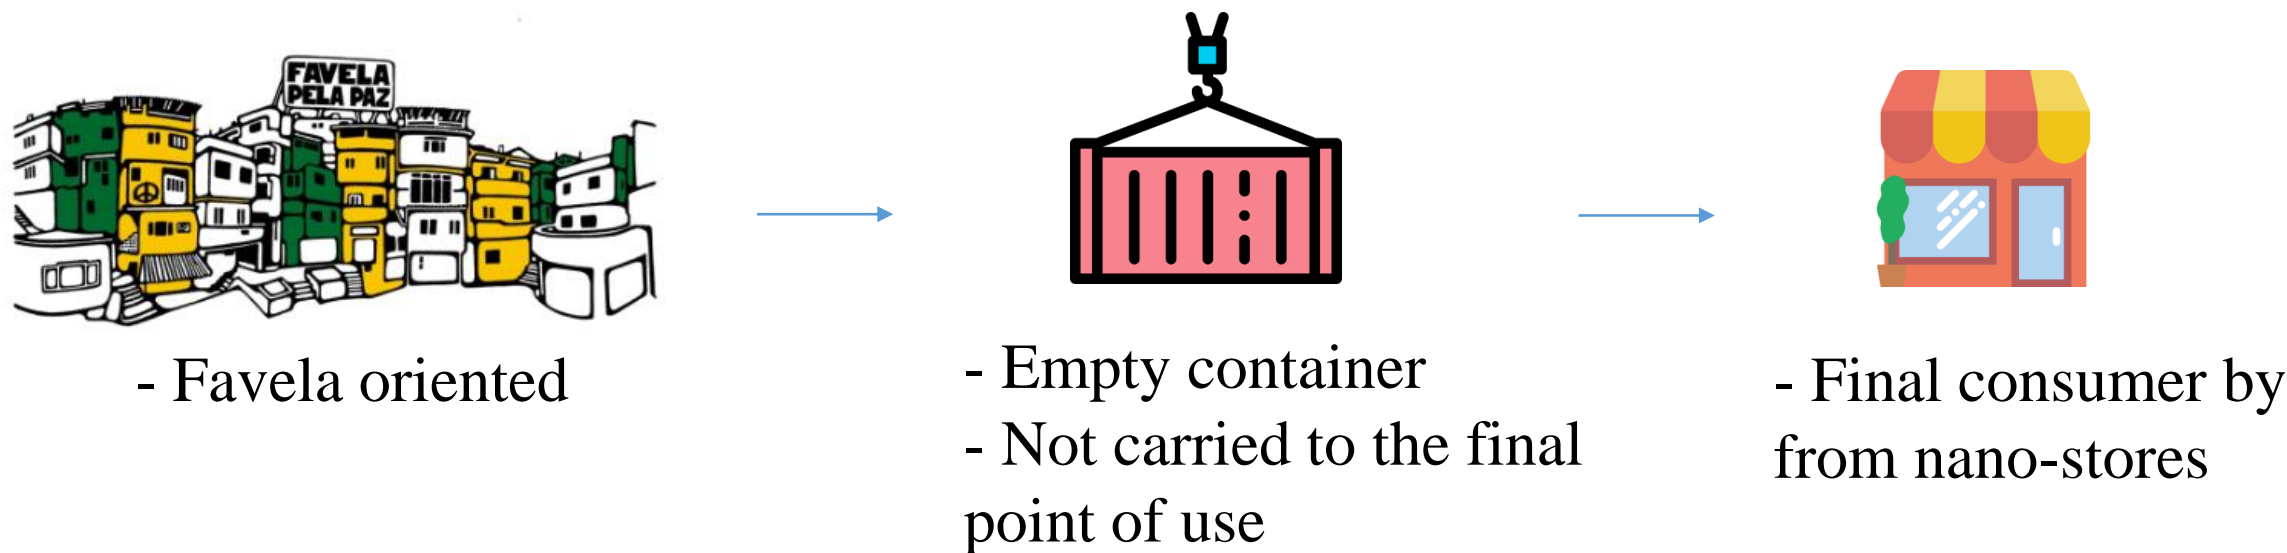 FAVELA
PELA PAZ
- Favela oriented
- Empty container
- Not carried to the final
point of use
- Final consumer by
from nano-stores